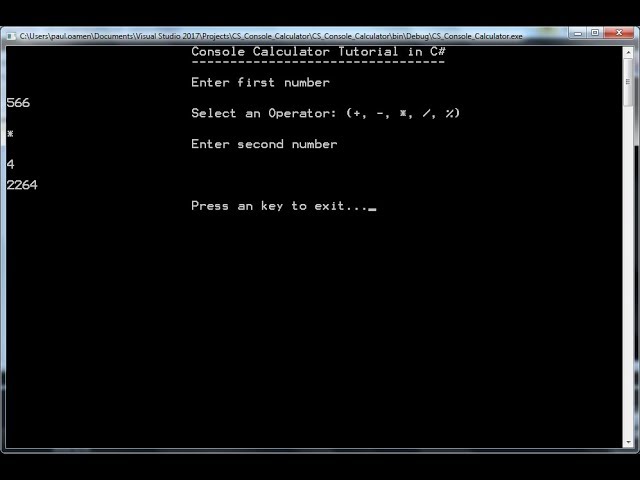 C:\Users\paul.oamen\Documents\Visual Studio 2017\Projects\CS_Console_Calculator\CS_Console_Calculator\bin\Debug\CS_Console_Calculator.exe
Console Calculator Tutorial in C#
---------------------------------
Enter first number
566
Select an Operator: (+, -, *, /, %)
*
Enter second number
4
2264
Press an key to exit..._